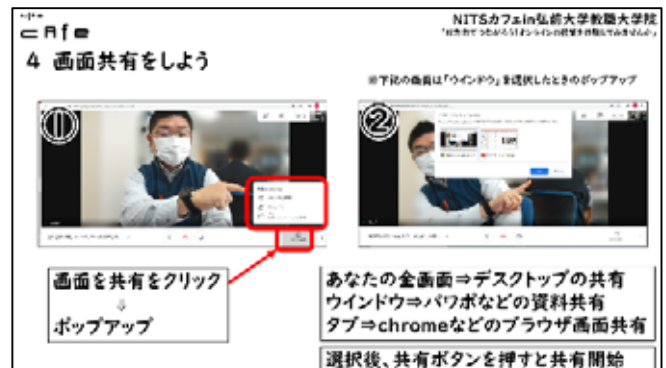 cafe
NITSカフェin弘前大学教職大学院
4 画面共有をしよう
※下記の画面は「ウインドウ」を選択したときのポップアップ
①
②
画面を共有をクリック
↓
ポップアップ
あなたの全画面⇒デスクトップの共有
ウインドウ⇒パワポなどの資料共有
タブ⇒chromeなどのブラウザ画面共有
選択後、共有ボタンを押すと共有開始